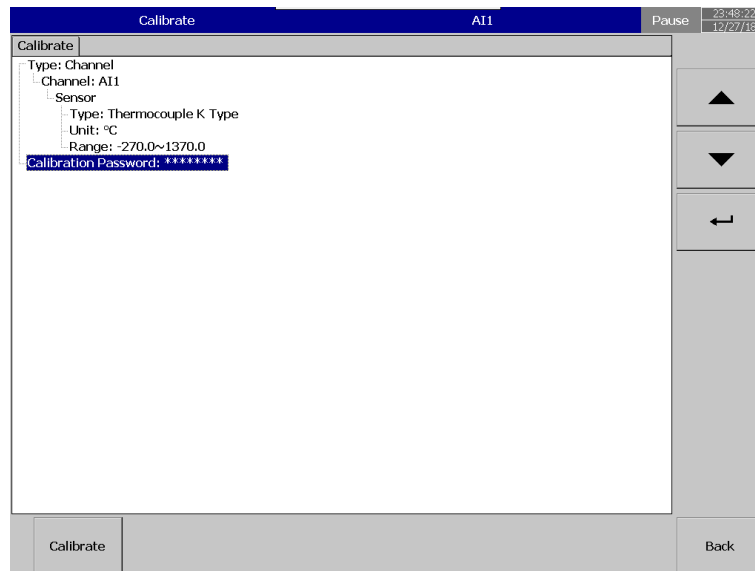 Calibrate AI1 Pause 23:48:22
12/27/18
Calibrate
Type: Channel
Channel: AI1
Sensor
Type: Thermocouple K Type
Unit: °C
Range: -270.0~1370.0
Calibration Password: ********
Calibrate Back